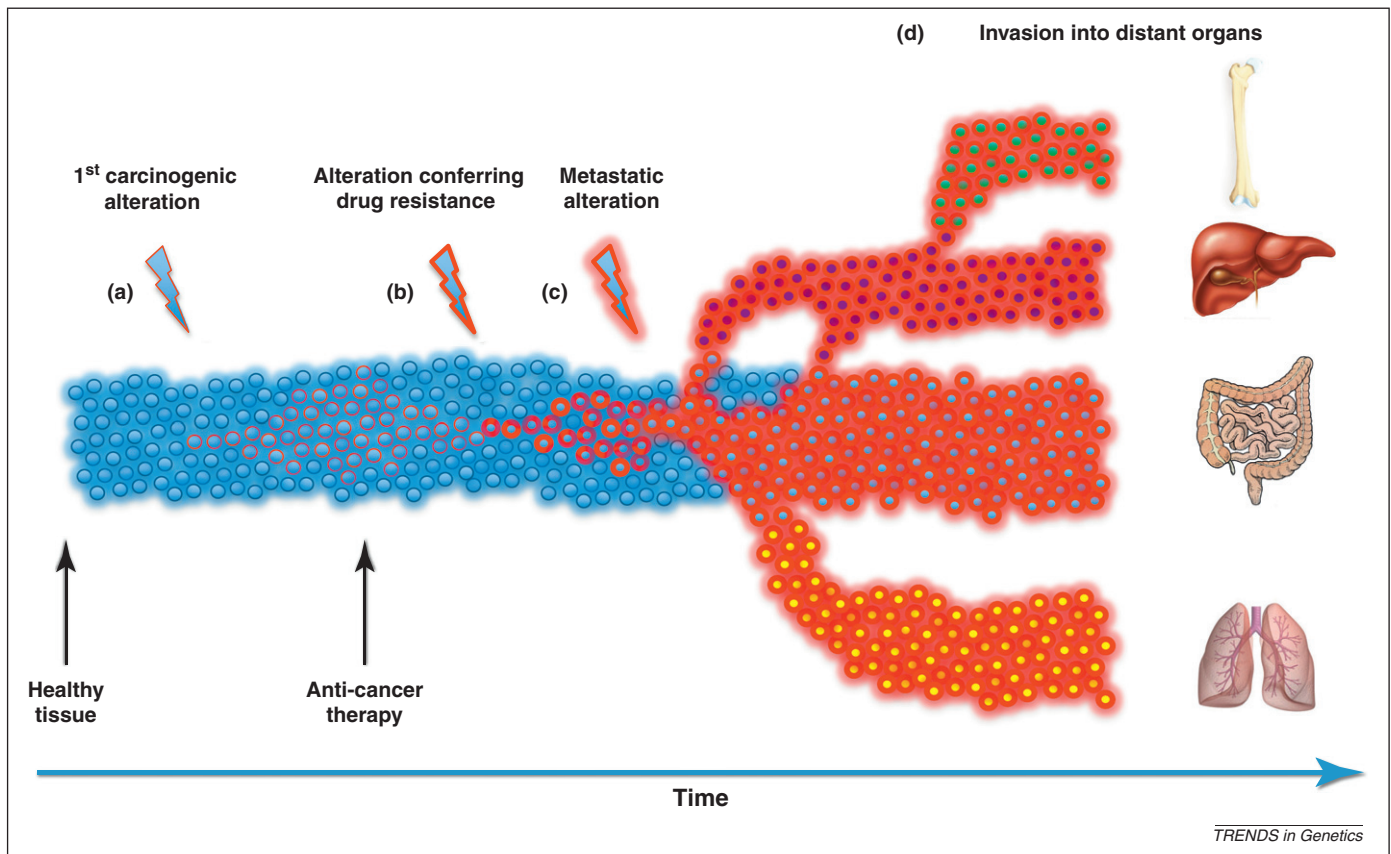 (d) Invasion into distant organs
1st carcinogenic
alteration
Alteration conferring
drug resistance
Metastatic
alteration
(a)
(b)
(c)
Healthy
tissue
Anti-cancer
therapy
Time
TRENDS in Genetics